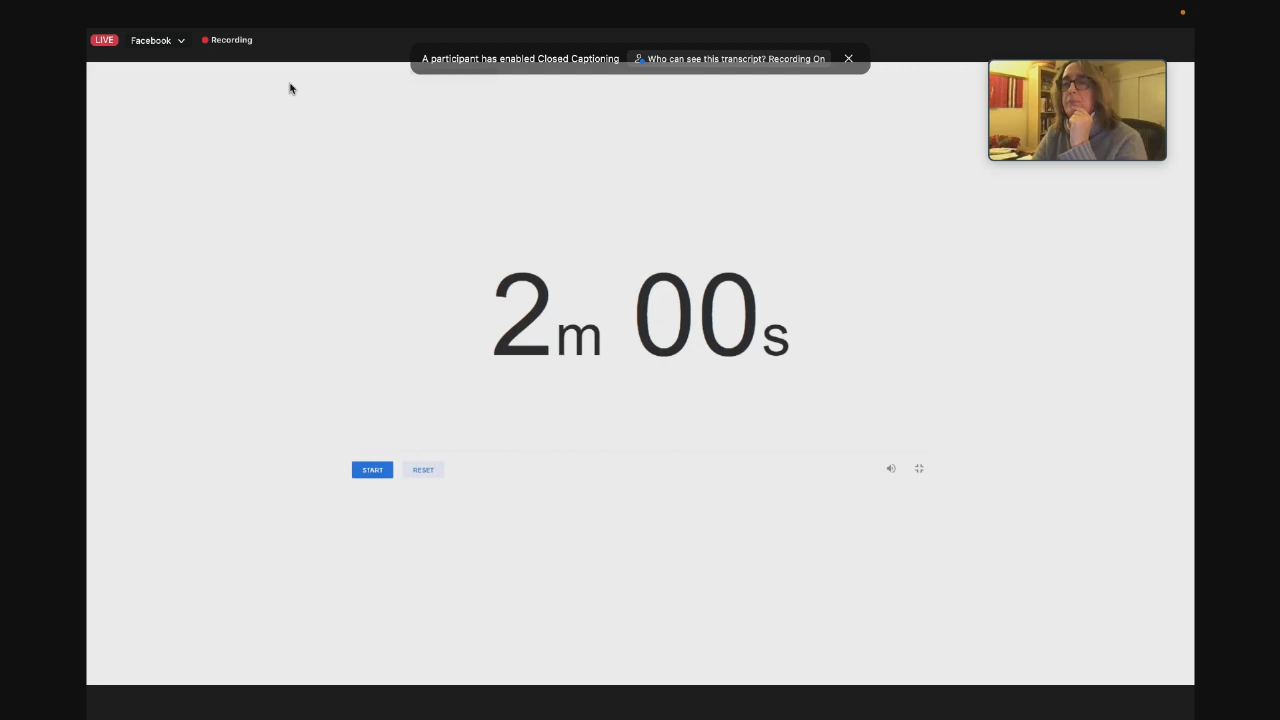 LIVE Facebook Recording
A participant has enabled Closed Captioning Who can see this transcript? Recording On
2m 00s
START RESET